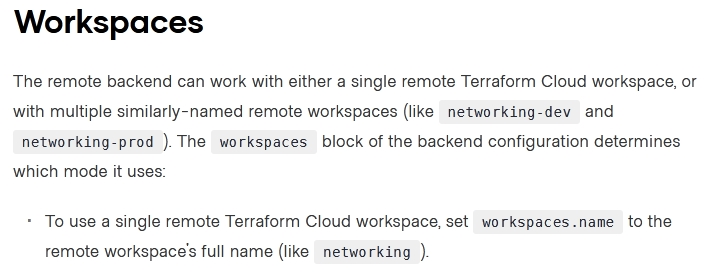 Workspaces
The remote backend can work with either a single remote Terraform Cloud workspace, or
with multiple similarly-named remote workspaces (like networking-dev and
networking-prod ). The workspaces block of the backend configuration determines
which mode it uses:
· To use a single remote Terraform Cloud workspace, set workspaces.name to the
remote workspace's full name (like networking ).